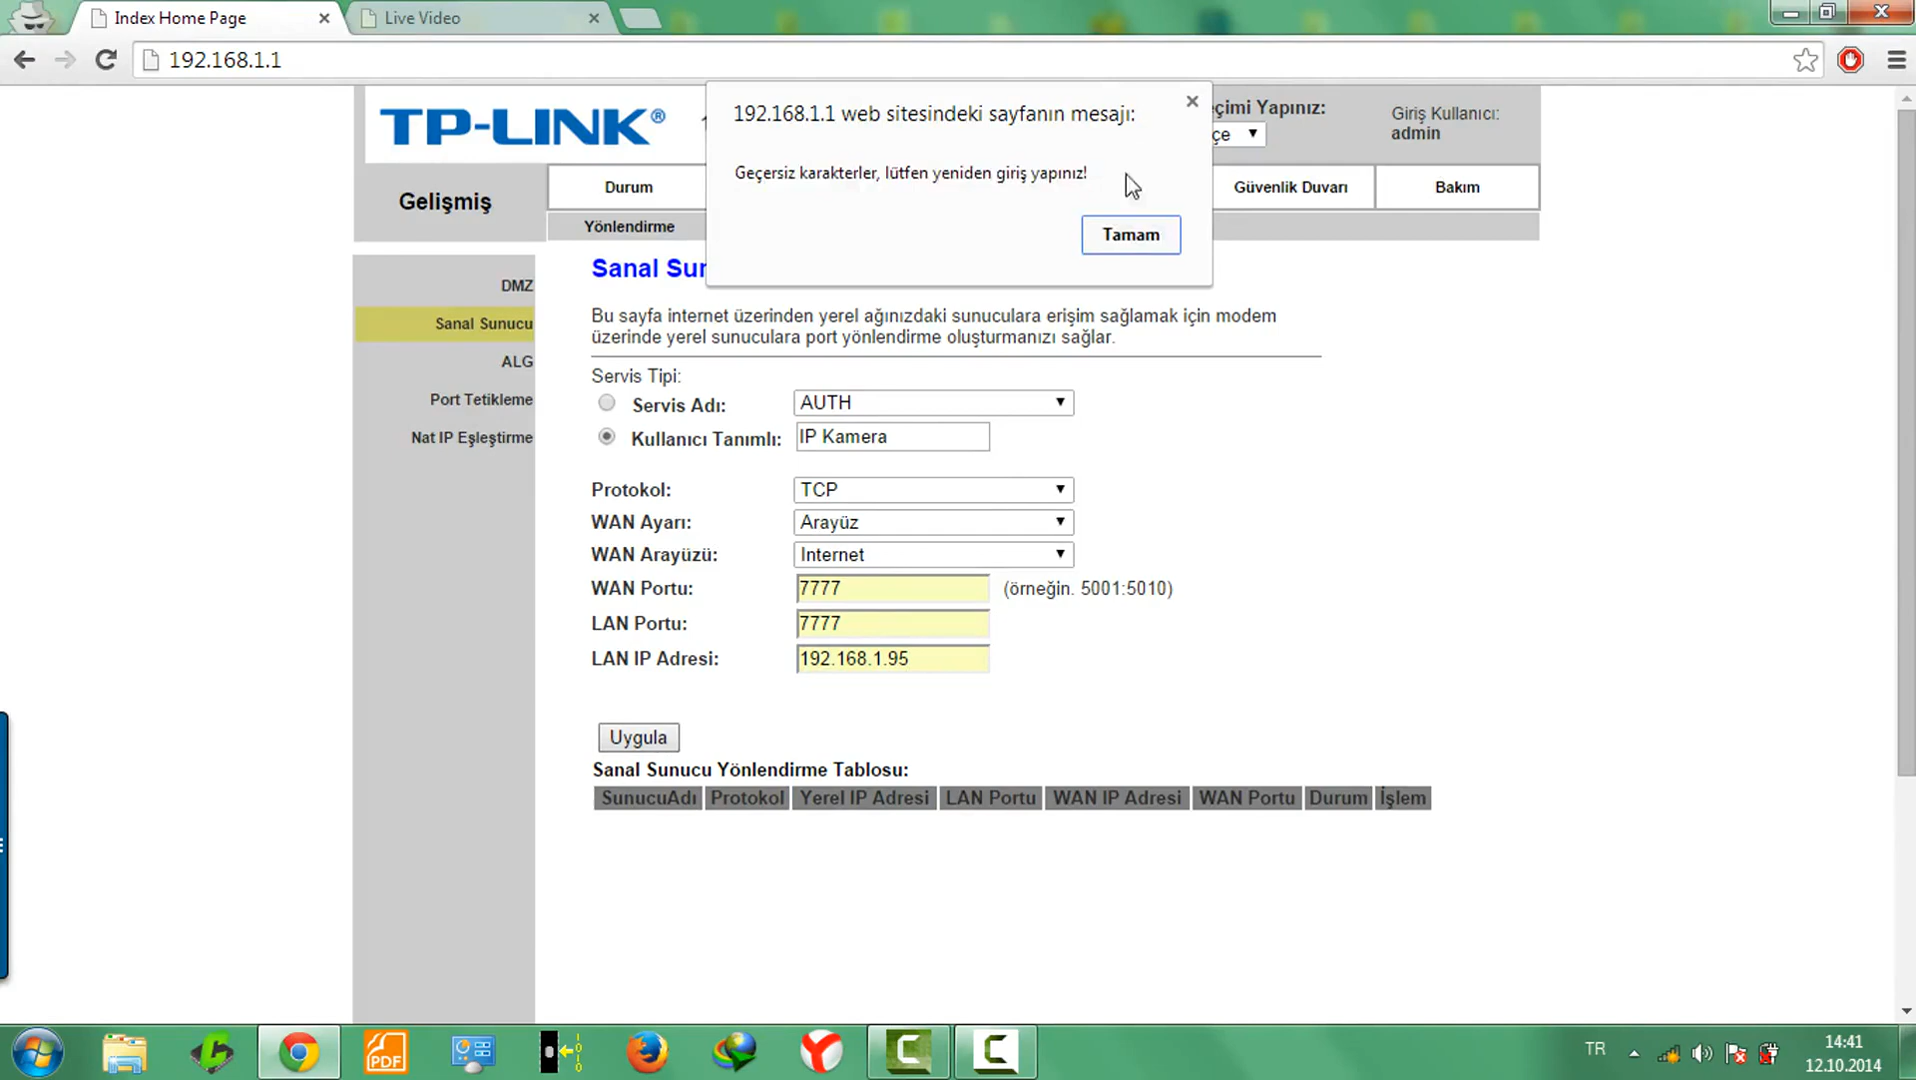 Index Home Page
Live Video
192.168.1.1
TP-LINK®
192.168.1.1 web sitesindeki sayfanın mesajı:
Geçersiz karakterler, lütfen yeniden giriş yapınız!
Tamam
eçimi Yapınız:
çe
Giriş Kullanıcı:
admin
Gelişmiş
Durum
Güvenlik Duvarı
Bakım
Yönlendirme
DMZ
Sanal Sunucu
ALG
Port Tetikleme
Nat IP Eşleştirme
Sanal Sun
Bu sayfa internet üzerinden yerel ağınızdaki sunuculara erişim sağlamak için modem
üzerinde yerel sunuculara port yönlendirme oluşturmanızı sağlar.
Servis Tipi:
Servis Adı: AUTH
Kullanıcı Tanımlı: IP Kamera
Protokol: TCP
WAN Ayarı: Arayüz
WAN Arayüzü: Internet
WAN Portu: 7777 (örneğin. 5001:5010)
LAN Portu: 7777
LAN IP Adresi: 192.168.1.95
Uygula
Sanal Sunucu Yönlendirme Tablosu:
SunucuAdı Protokol Yerel IP Adresi LAN Portu WAN IP Adresi WAN Portu Durum İşlem
PDF
TR
14:41
12.10.2014